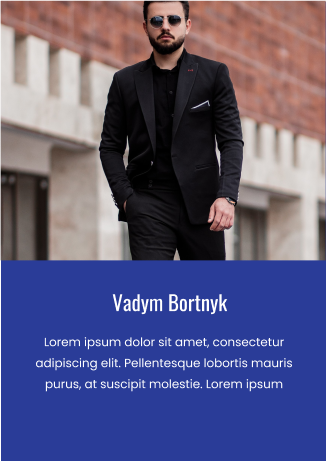 Vadym Bortnyk
Lorem ipsum dolor sit amet, consectetur
adipiscing elit. Pellentesque lobortis mauris
purus, at suscipit molestie. Lorem ipsum